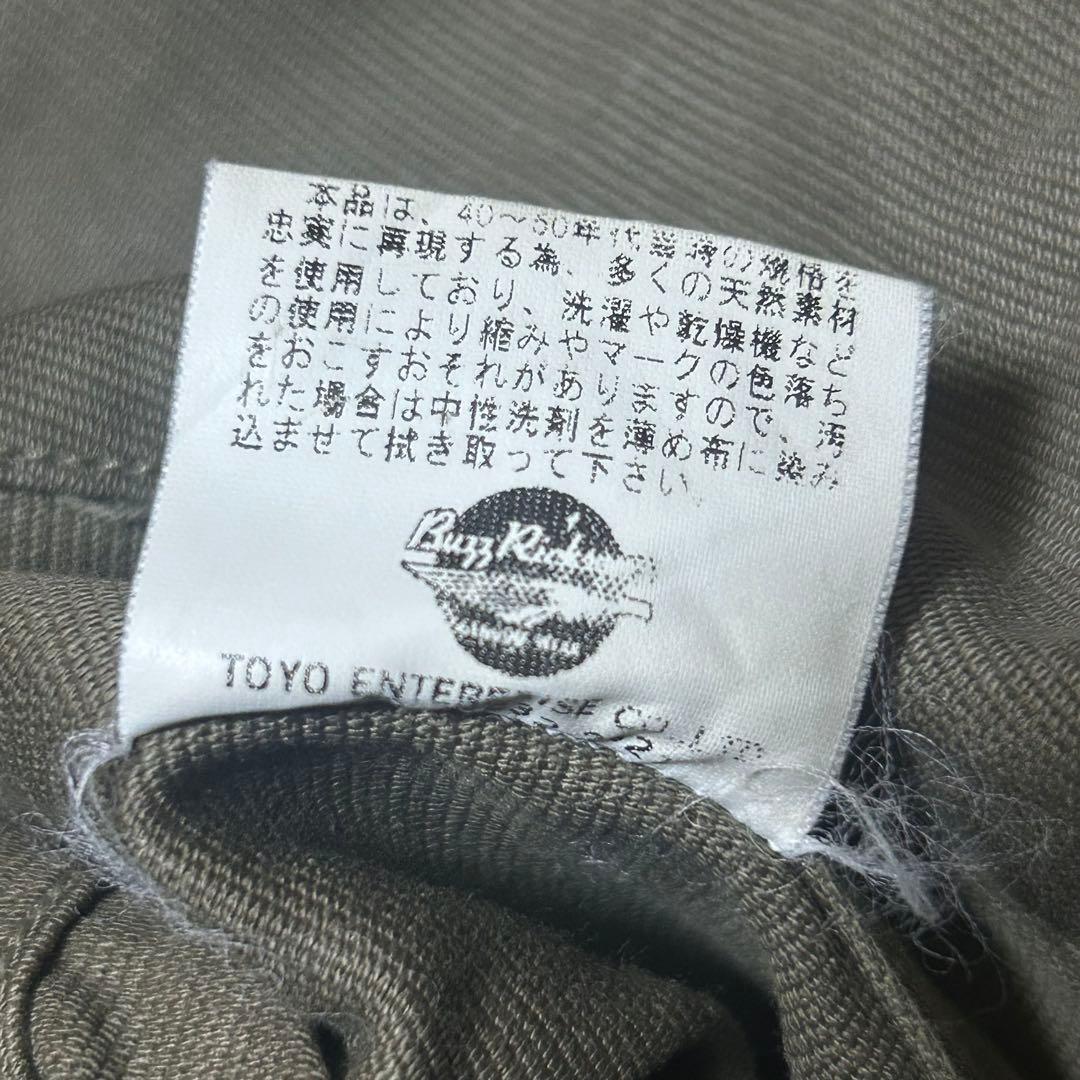 本品は、40〜50年代当時の規格を
忠実に再現する為、多くの天然素材
を使用しており、洗濯や乾燥機など
の使用により縮みやマークの色落ち
をおこすおそれがありますので、汚
れた場合は中性洗剤を薄め布に染み
込ませて拭き取って下さい。
Buzz Rickson
TOYO ENTERPRISE CO.,LTD.